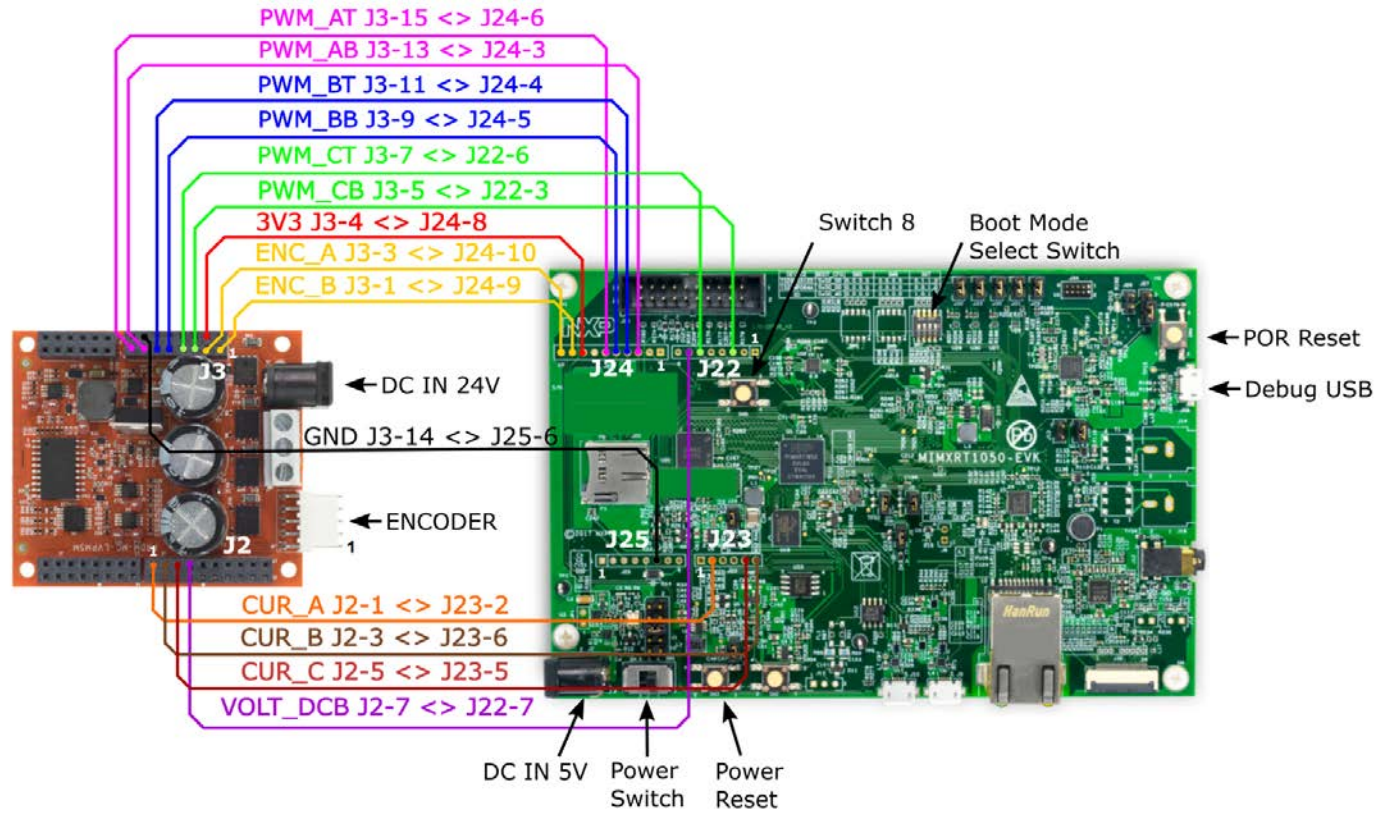 PWM_AT J3-15 <> J24-6
PWM_AB J3-13 <> J24-3
PWM_BT J3-11 <> J24-4
PWM_BB J3-9 <> J24-5
PWM_CT J3-7 <> J22-6
PWM_CB J3-5 <> J22-3
3V3 J3-4 <> J24-8
ENC_A J3-3 <> J24-10
ENC_B J3-1 <> J24-9
Switch 8
Boot Mode
Select Switch
NXP
1
J3
1
J24
J22
POR Reset
DC IN 24V
Debug USB
GND J3-14 <> J25-6
MIMXRT1050-EVK
ENCODER
1
1
J2
J25
J23
1
1
HanRun
CUR_A J2-1 <> J23-2
CUR_B J2-3 <> J23-6
CUR_C J2-5 <> J23-5
VOLT_DCB J2-7 <> J22-7
DC IN 5V
Power
Switch
Power
Reset